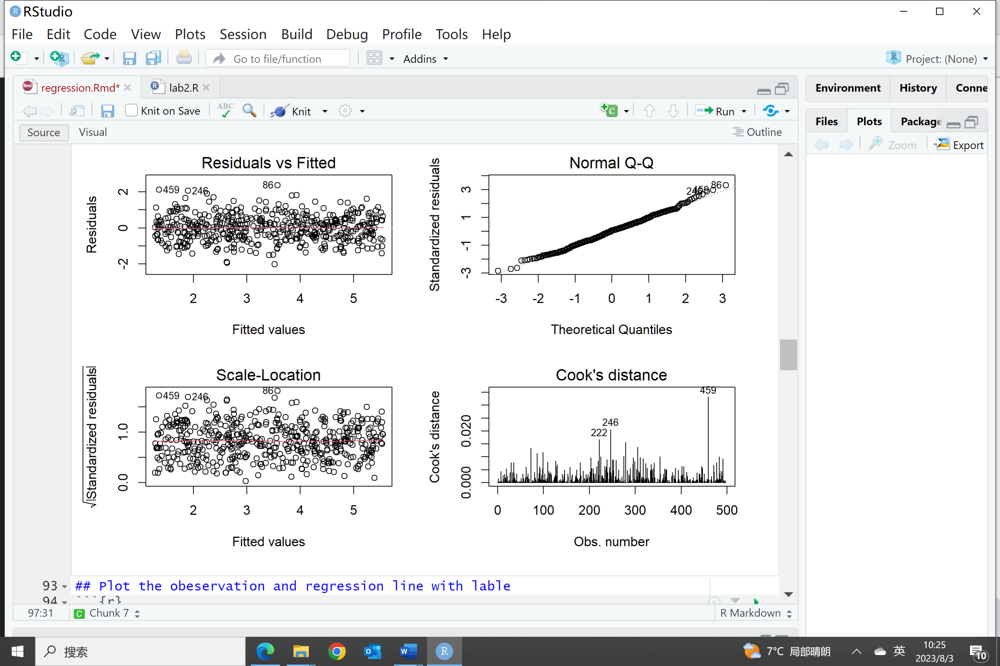 RStudio
File Edit Code View Plots Session Build Debug Profile Tools Help
Go to file/function Addins Project: (None)
regression.Rmd* lab2.R Environment History Conne
Knit on Save ABC Knit Run
Files Plots Package
Source Visual Outline
Zoom Export
Residuals vs Fitted
Residuals
2
0
-2
459 246 86
2 3 4 5
Fitted values
Normal Q-Q
Standardized residuals
3
1
-1
-3
246 459 86
-3 -2 -1 0 1 2 3
Theoretical Quantiles
Scale-Location
√|Standardized residuals|
1.0
0.0
459 246 86
2 3 4 5
Fitted values
Cook's distance
Cook's distance
0.020
0.000
459
246
222
0 100 200 300 400 500
Obs. number
93 ## Plot the obeservation and regression line with lable
94 ```{r}
97:31 C Chunk 7 R Markdown
搜索 7°C 局部晴朗 英 10:25
2023/8/3
10